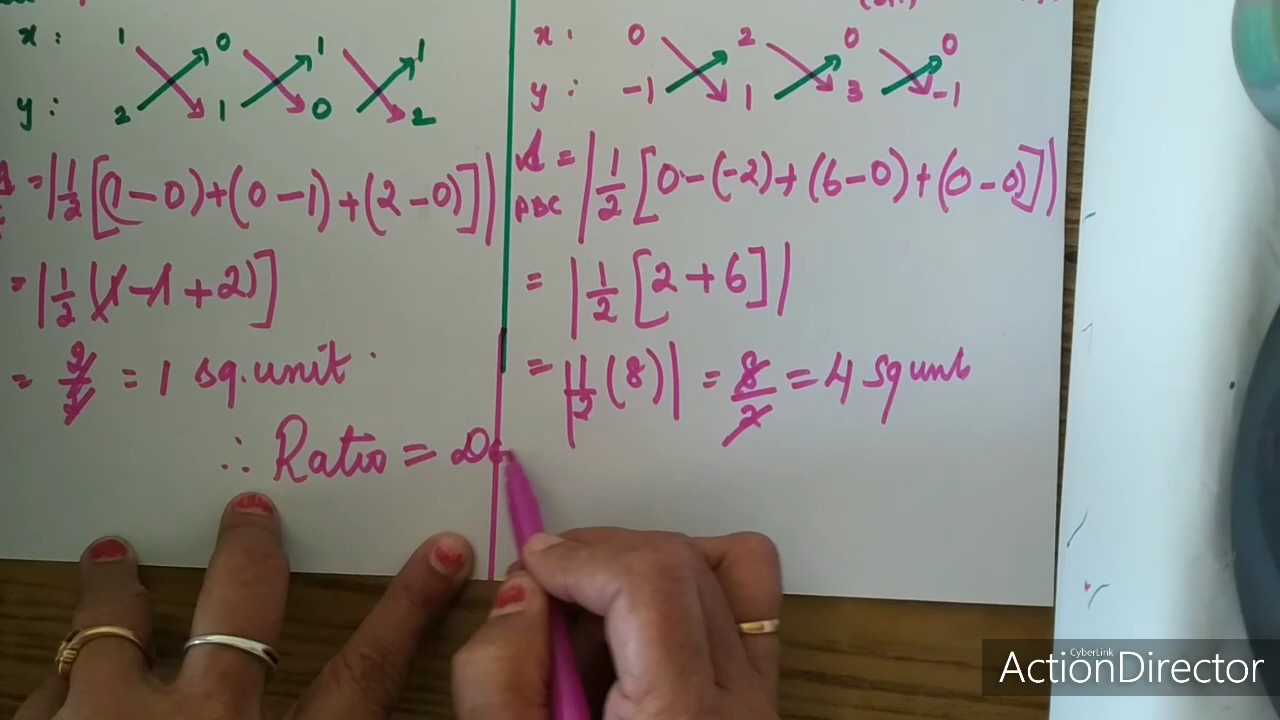 x : 1 0 1 1
y : 2 1 0 2
= |1/2 [(1 – 0) + (0 – 1) + (2 – 0)]|
= |1/2 (1 – 1 + 2)]
= 2/2 = 1 sq.unit.
x : 0 2 0 0
y : –1 1 3 –1
= |1/2 [0 – (–2) + (6 – 0) + (0 – 0)]|
ABC
= |1/2 [2 + 6]|
= |1/2 (8)| = 8/2 = 4 sq unit
∴ Ratio =
CyberLink
ActionDirector